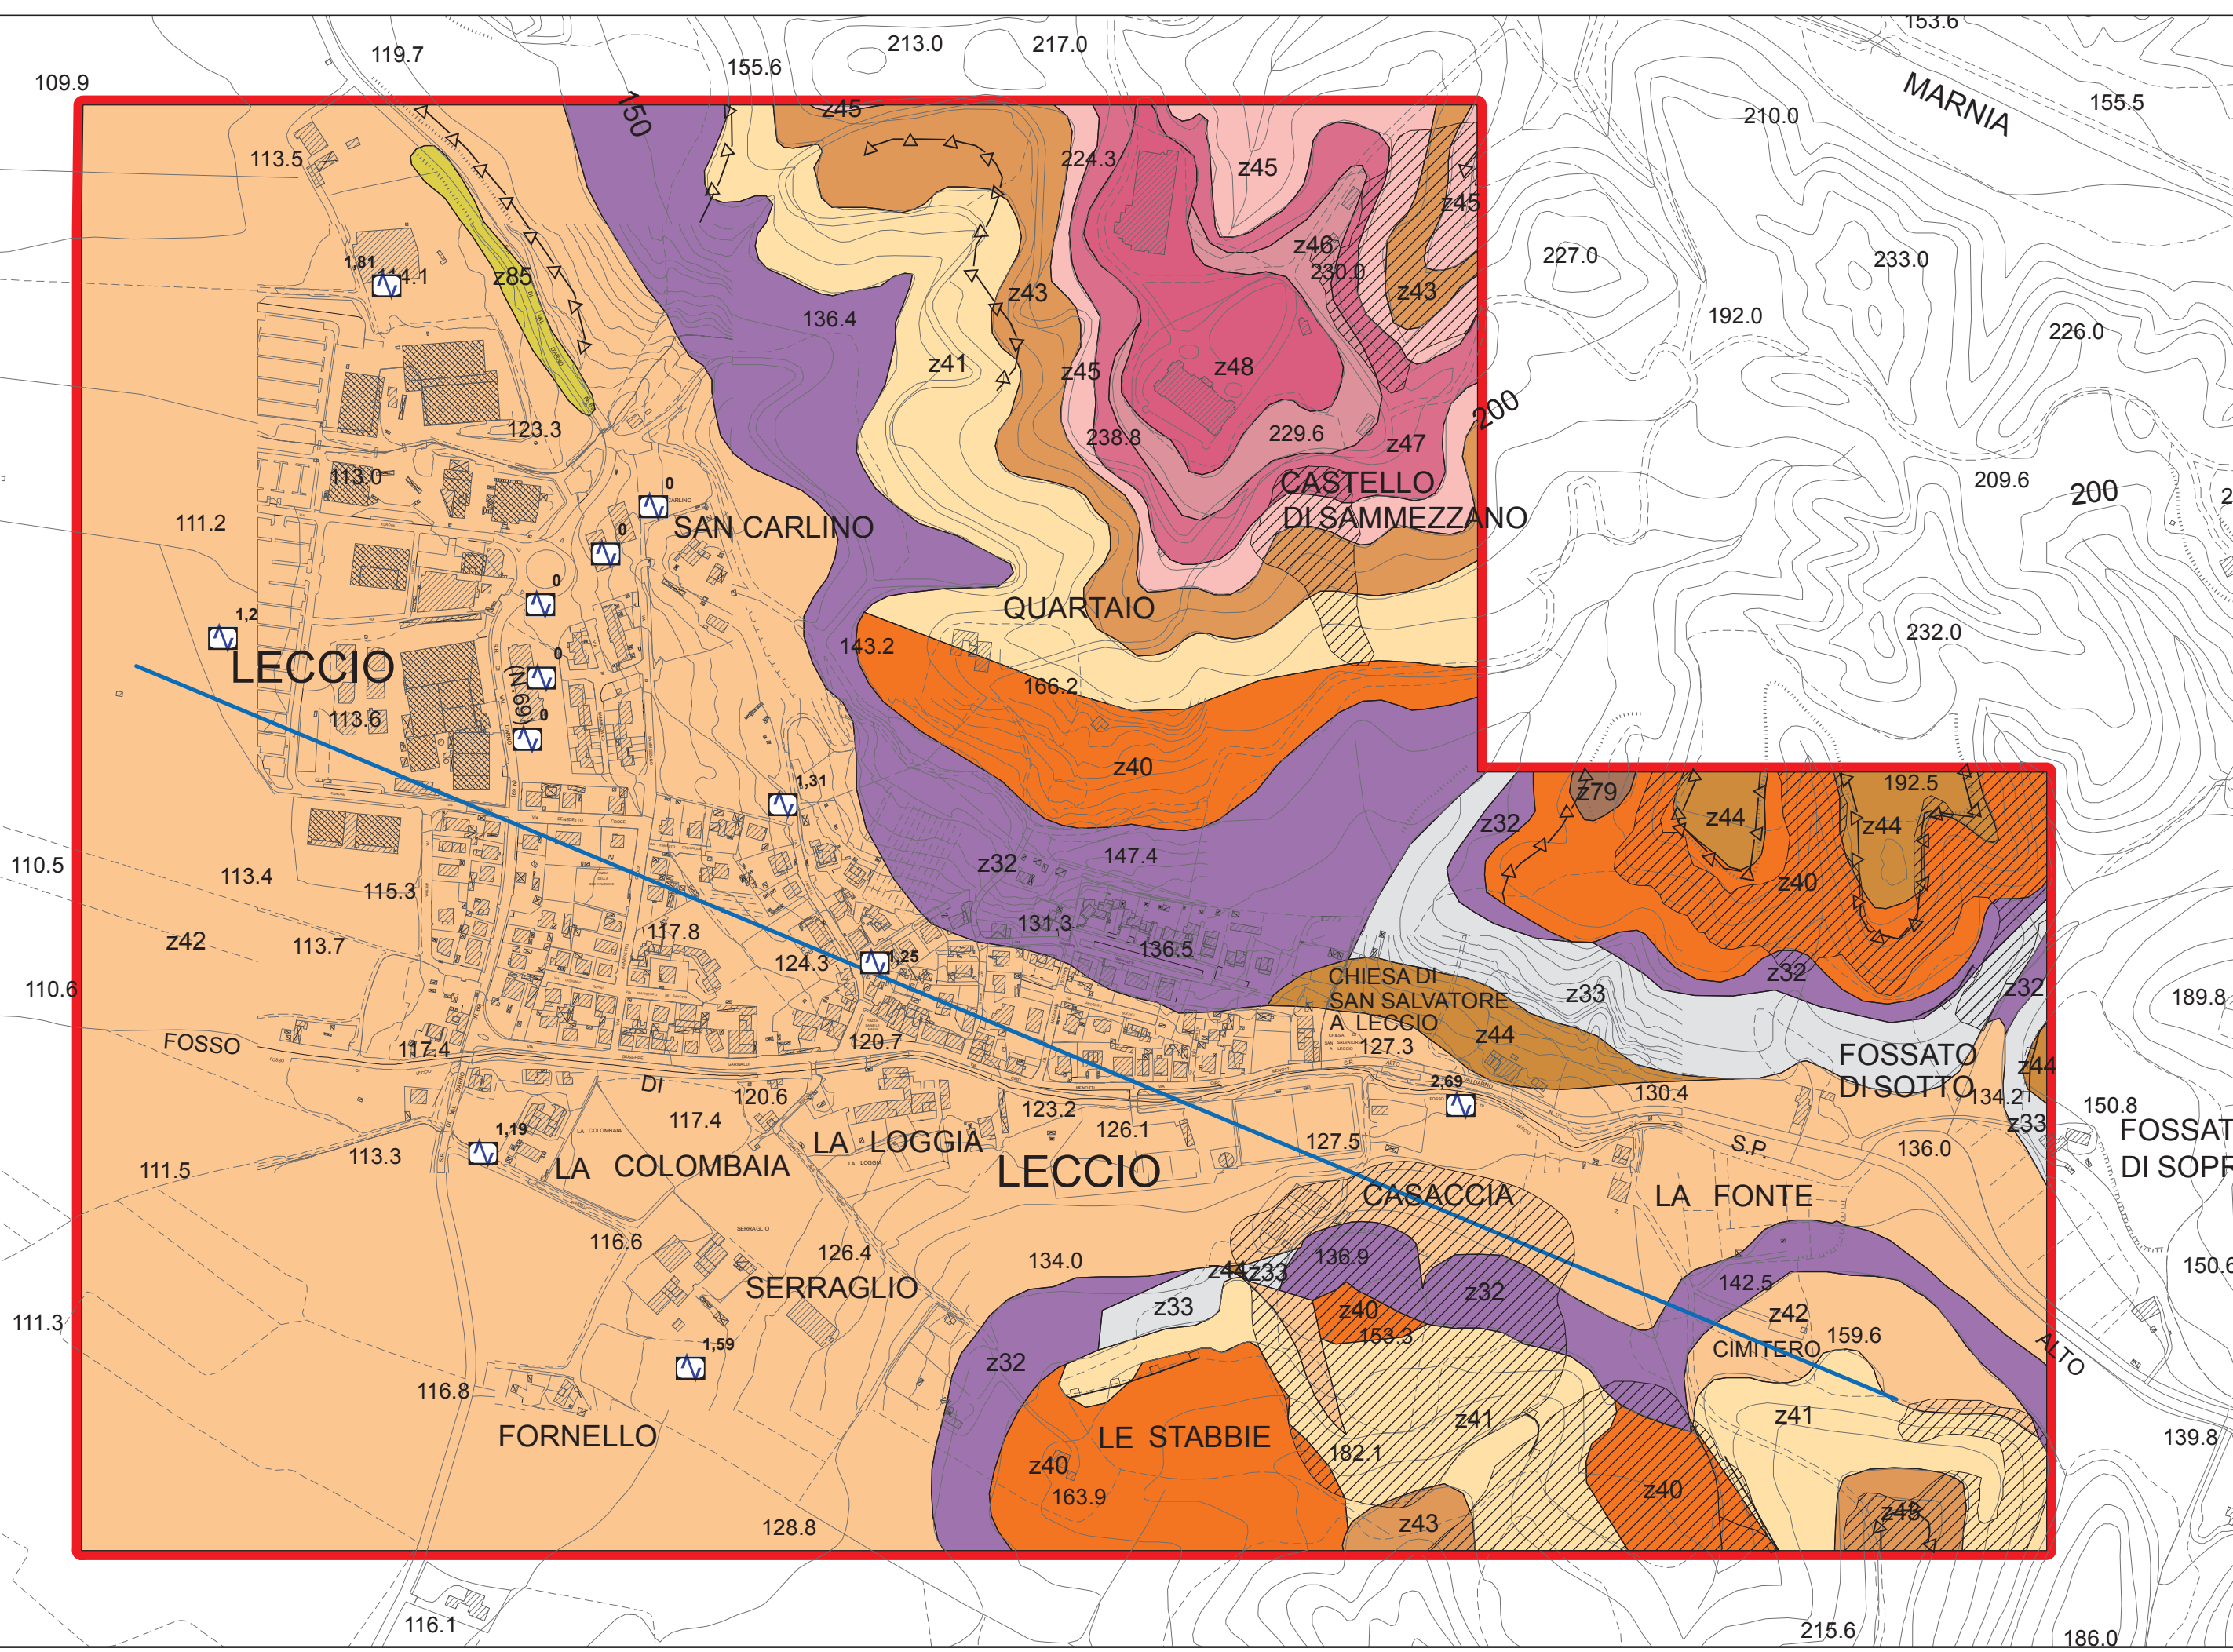 153.6
119.7
213.0
217.0
155.6
109.9
MARNIA
155.5
210.0
150
z45
113.5
224.3
z45
z45
z46
230.0
227.0
233.0
1,81
114.1
z85
z43
z43
136.4
192.0
226.0
z41
z45
z48
200
123.3
238.8
229.6
z47
113.0
CASTELLO
DI SAMMEZZANO
209.6
200
0
CARLINO
111.2
SAN CARLINO
0
0
QUARTAIO
1,2
LECCIO
143.2
232.0
0
(N.69)
166.2
0
113.6
z40
1,31
z79
192.5
z44
z44
z32
z32
147.4
110.5
113.4
115.3
z40
131.3
136.5
z42
113.7
117.8
124.3
1,25
CHIESA DI
SAN SALVATORE
A LECCIO
127.3
z32
z33
z32
110.6
189.8
z44
FOSSO
117.4
120.7
FOSSATO
DI SOTTO
z44
DI
120.6
117.4
123.2
126.1
2,69
130.4
134.2
z33
150.8
FOSSAT
DI SOPR
1,19
LA COLOMBAIA
LA LOGGIA
LA LOGGIA
127.5
S.P.
136.0
113.3
111.5
LA COLOMBAIA
LECCIO
CASACCIA
LA FONTE
SERRAGLIO
116.6
126.4
134.0
136.9
z44
z33
150.6
SERRAGLIO
z33
z32
142.5
z42
111.3
z40
153.3
CIMITERO
159.6
ALTO
1,59
z32
116.8
z41
z41
FORNELLO
LE STABBIE
182.1
139.8
z40
163.9
z40
z43
z43
128.8
116.1
215.6
186.0